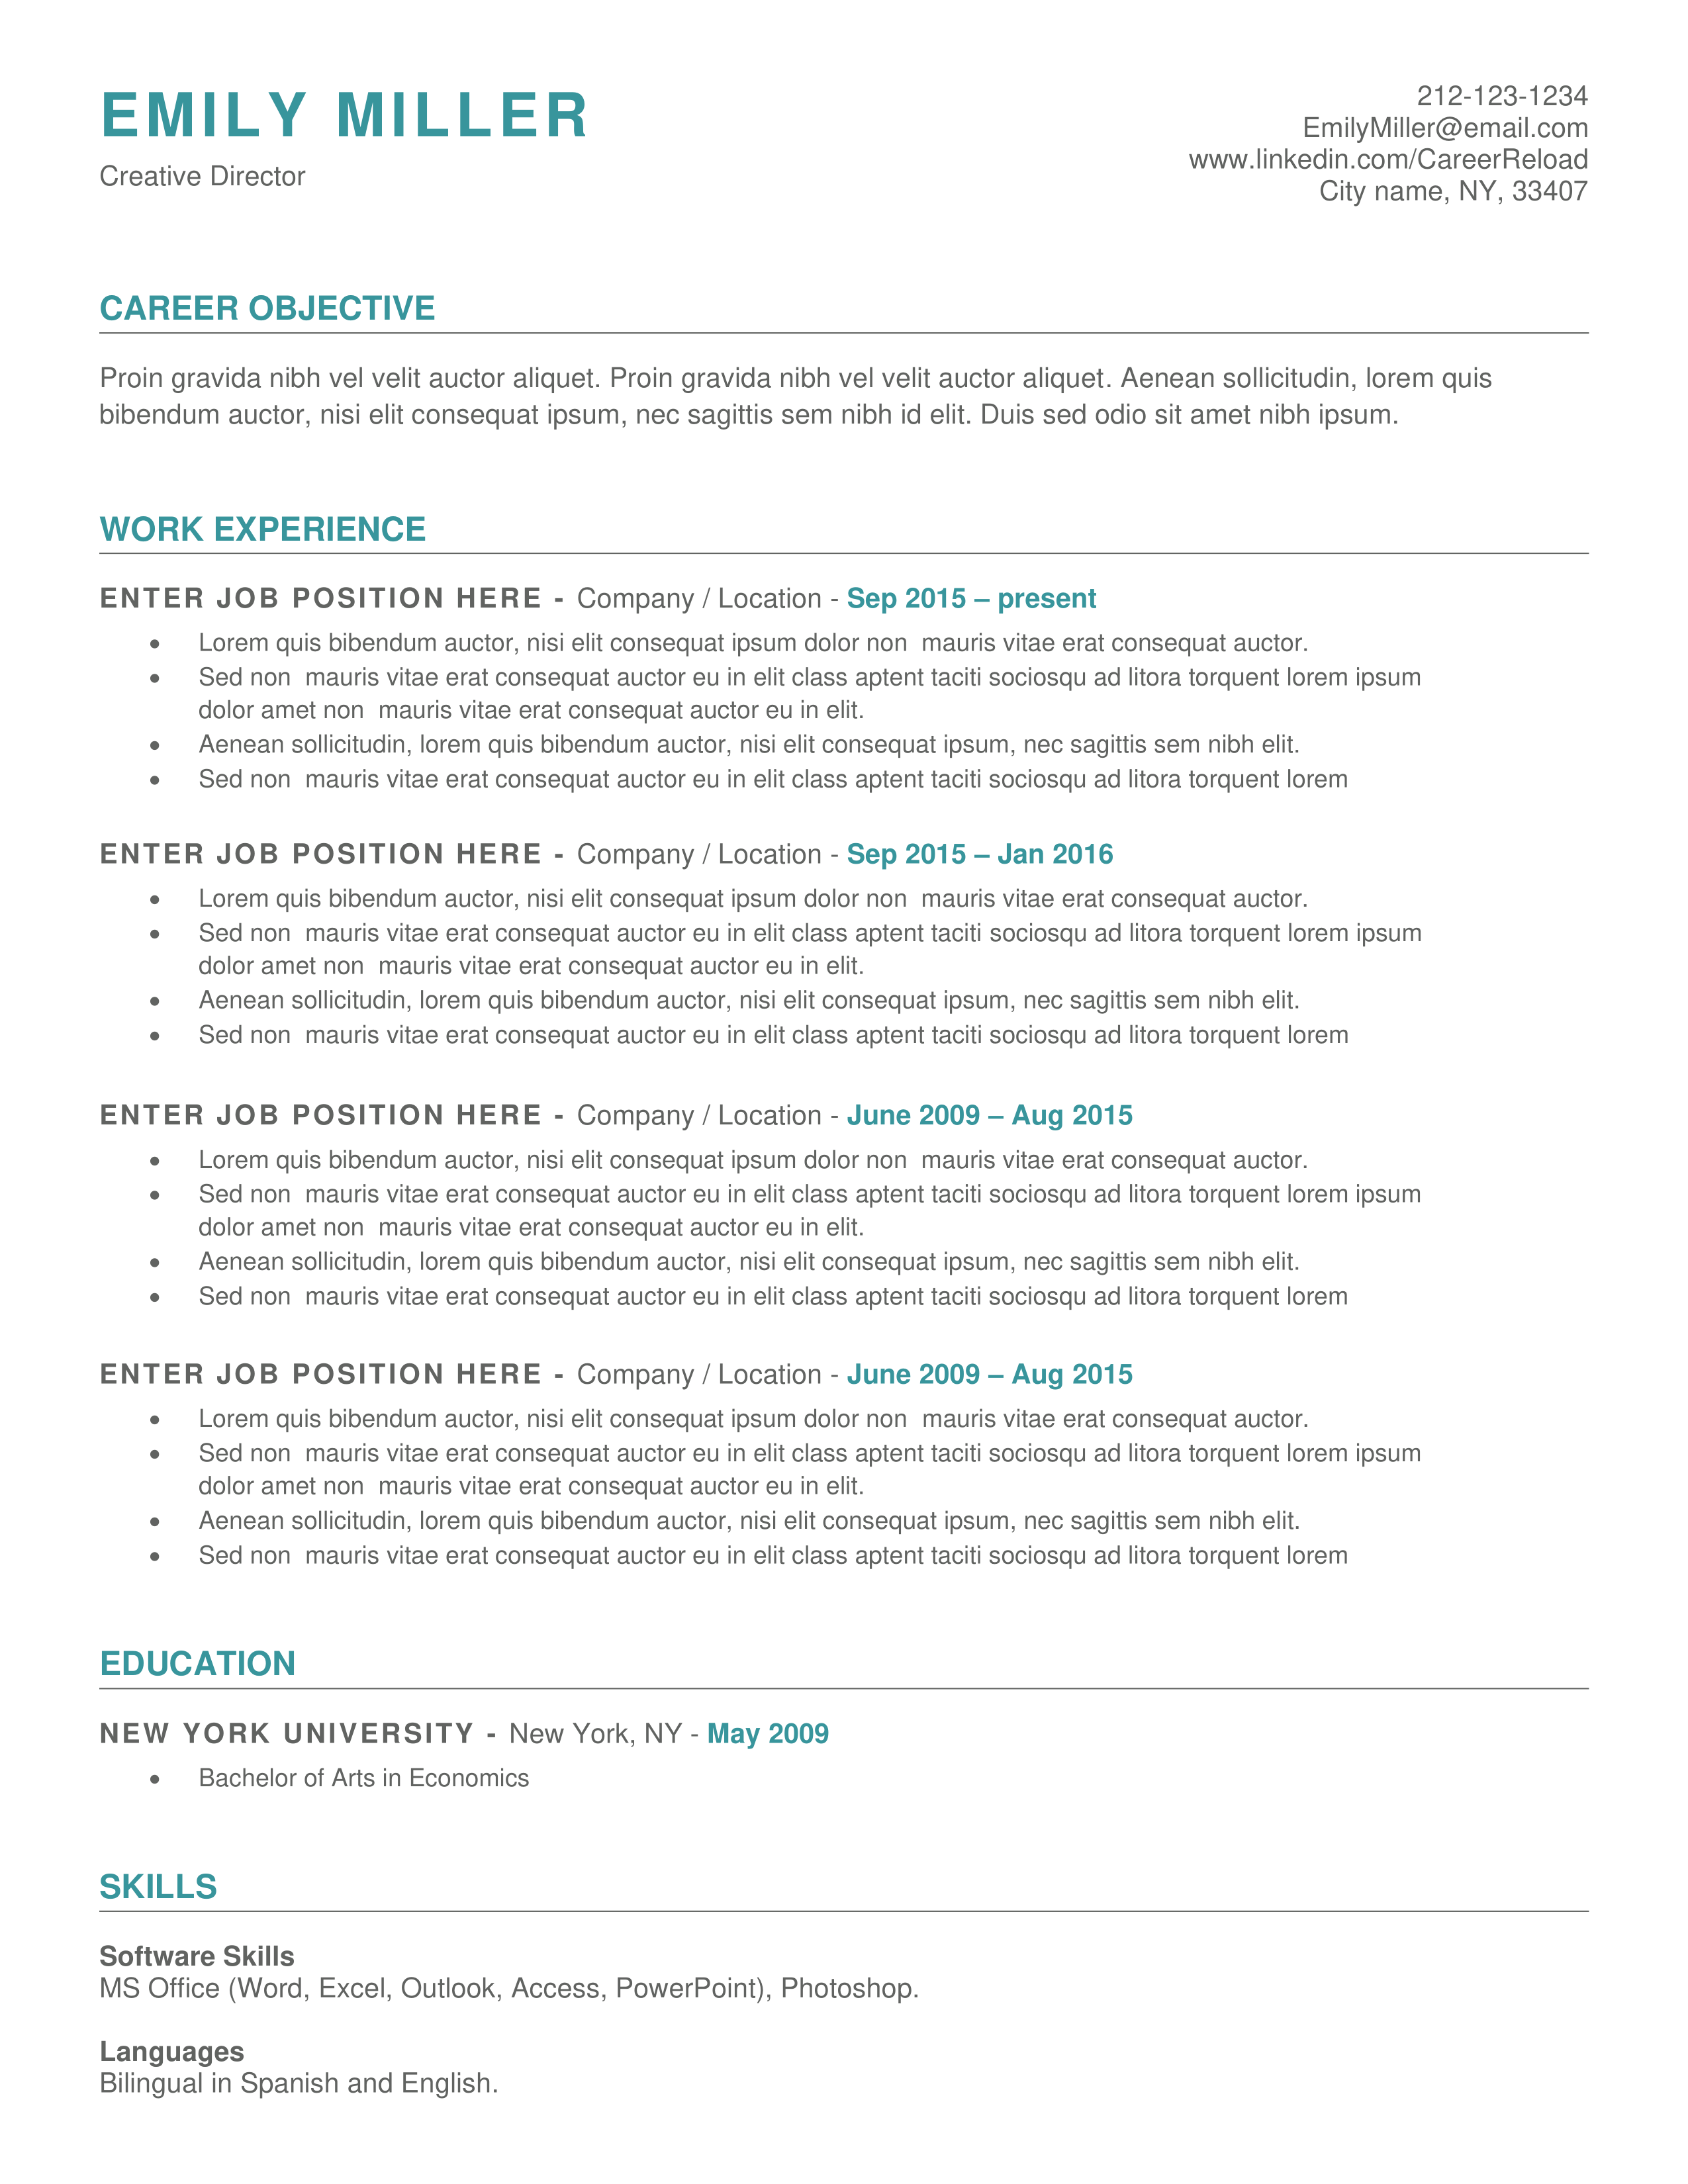 EMILY MILLER
Creative Director
212-123-1234
EmilyMiller@email.com
www.linkedin.com/CareerReload
City name, NY, 33407
CAREER OBJECTIVE
Proin gravida nibh vel velit auctor aliquet. Proin gravida nibh vel velit auctor aliquet. Aenean sollicitudin, lorem quis
bibendum auctor, nisi elit consequat ipsum, nec sagittis sem nibh id elit. Duis sed odio sit amet nibh ipsum.
WORK EXPERIENCE
ENTER JOB POSITION HERE - Company / Location - Sep 2015 – present
• Lorem quis bibendum auctor, nisi elit consequat ipsum dolor non  mauris vitae erat consequat auctor.
• Sed non  mauris vitae erat consequat auctor eu in elit class aptent taciti sociosqu ad litora torquent lorem ipsum
dolor amet non  mauris vitae erat consequat auctor eu in elit.
• Aenean sollicitudin, lorem quis bibendum auctor, nisi elit consequat ipsum, nec sagittis sem nibh elit.
• Sed non  mauris vitae erat consequat auctor eu in elit class aptent taciti sociosqu ad litora torquent lorem
ENTER JOB POSITION HERE - Company / Location - Sep 2015 – Jan 2016
• Lorem quis bibendum auctor, nisi elit consequat ipsum dolor non  mauris vitae erat consequat auctor.
• Sed non  mauris vitae erat consequat auctor eu in elit class aptent taciti sociosqu ad litora torquent lorem ipsum
dolor amet non  mauris vitae erat consequat auctor eu in elit.
• Aenean sollicitudin, lorem quis bibendum auctor, nisi elit consequat ipsum, nec sagittis sem nibh elit.
• Sed non  mauris vitae erat consequat auctor eu in elit class aptent taciti sociosqu ad litora torquent lorem
ENTER JOB POSITION HERE - Company / Location - June 2009 – Aug 2015
• Lorem quis bibendum auctor, nisi elit consequat ipsum dolor non  mauris vitae erat consequat auctor.
• Sed non  mauris vitae erat consequat auctor eu in elit class aptent taciti sociosqu ad litora torquent lorem ipsum
dolor amet non  mauris vitae erat consequat auctor eu in elit.
• Aenean sollicitudin, lorem quis bibendum auctor, nisi elit consequat ipsum, nec sagittis sem nibh elit.
• Sed non  mauris vitae erat consequat auctor eu in elit class aptent taciti sociosqu ad litora torquent lorem
ENTER JOB POSITION HERE - Company / Location - June 2009 – Aug 2015
• Lorem quis bibendum auctor, nisi elit consequat ipsum dolor non  mauris vitae erat consequat auctor.
• Sed non  mauris vitae erat consequat auctor eu in elit class aptent taciti sociosqu ad litora torquent lorem ipsum
dolor amet non  mauris vitae erat consequat auctor eu in elit.
• Aenean sollicitudin, lorem quis bibendum auctor, nisi elit consequat ipsum, nec sagittis sem nibh elit.
• Sed non  mauris vitae erat consequat auctor eu in elit class aptent taciti sociosqu ad litora torquent lorem
EDUCATION
NEW YORK UNIVERSITY - New York, NY - May 2009
• Bachelor of Arts in Economics
SKILLS
Software Skills
MS Office (Word, Excel, Outlook, Access, PowerPoint), Photoshop.
Languages
Bilingual in Spanish and English.